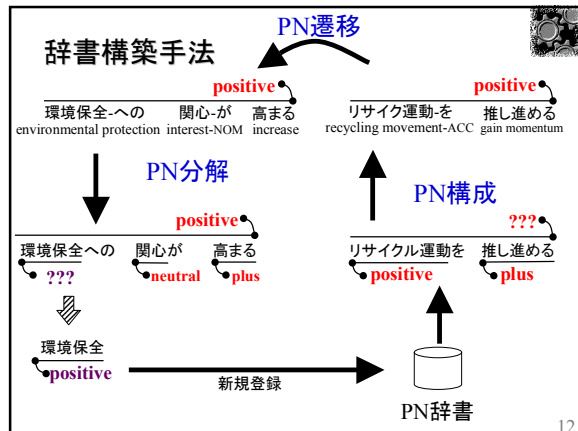 辞書構築手法
PN遷移
positive
環境保全-への 関心-が 高まる
environmental protection interest-NOM increase
positive
リサイク運動-を 推し進める
recycling movement-ACC gain momentum
PN分解
PN構成
positive
環境保全への 関心が 高まる
??? neutral plus
???
リサイクル運動を 推し進める
positive plus
環境保全
positive
新規登録
PN辞書
12